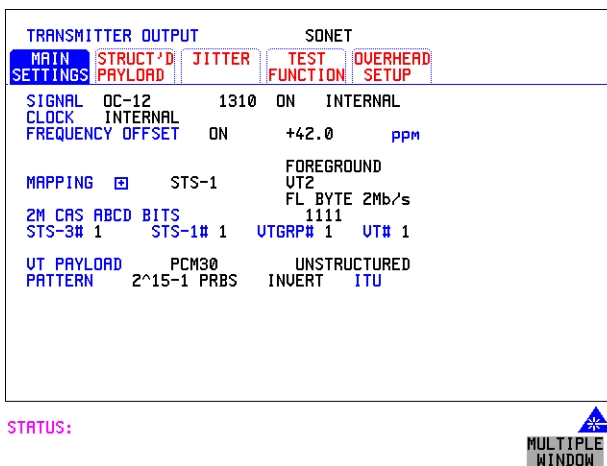 TRANSMITTER OUTPUT SONET
MAIN SETTINGS STRUCT'D PAYLOAD JITTER TEST FUNCTION OVERHEAD SETUP
SIGNAL OC-12 1310 ON INTERNAL
CLOCK INTERNAL
FREQUENCY OFFSET ON +42.0 ppm
FOREGROUND
MAPPING + STS-1 VT2
FL BYTE 2Mb/s
2M CAS ABCD BITS 1111
STS-3# 1 STS-1# 1 VTGRP# 1 VT# 1
VT PAYLOAD PCM30 UNSTRUCTURED
PATTERN 2^15-1 PRBS INVERT ITU
STATUS:
MULTIPLE
WINDOW